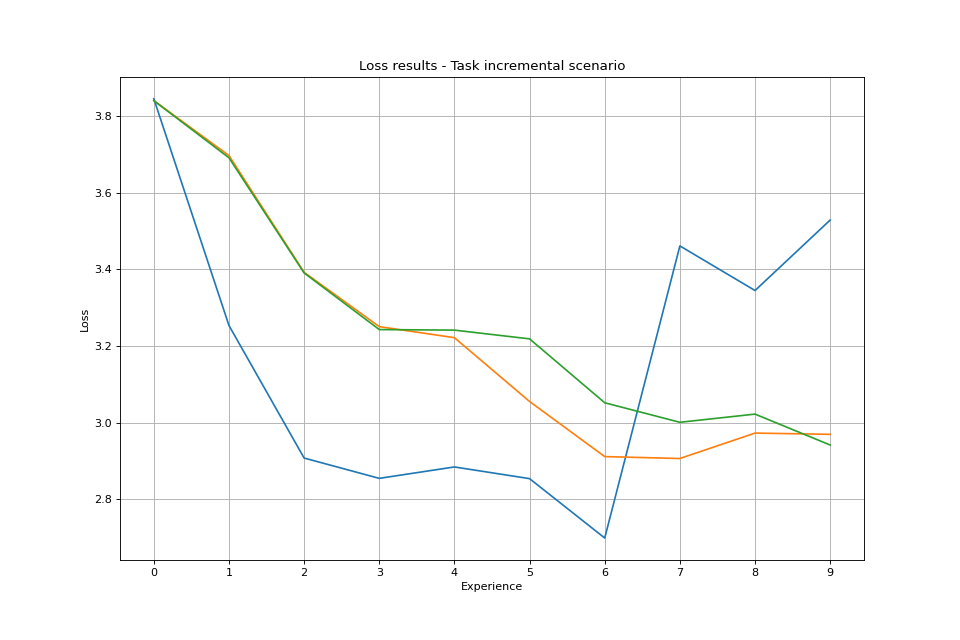 Loss results - Task incremental scenario
3.8
3.6
3.4
3.2
3.0
2.8
Loss
0 1 2 3 4 5 6 7 8 9
Experience